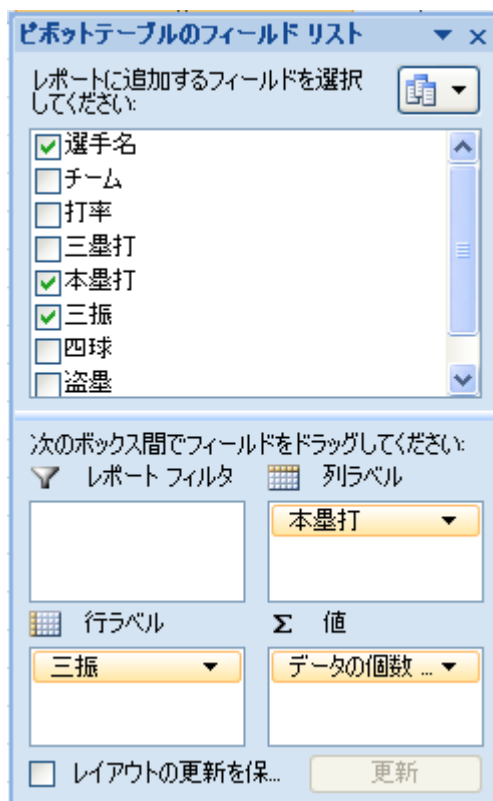 ピボットテーブルのフィールド リスト
レポートに追加するフィールドを選択
してください:
選手名
チーム
打率
三塁打
本塁打
三振
四球
盗塁
次のボックス間でフィールドをドラッグしてください:
レポート フィルタ
列ラベル
本塁打
行ラベル
Σ 値
三振
データの個数 ...
レイアウトの更新を保...
更新